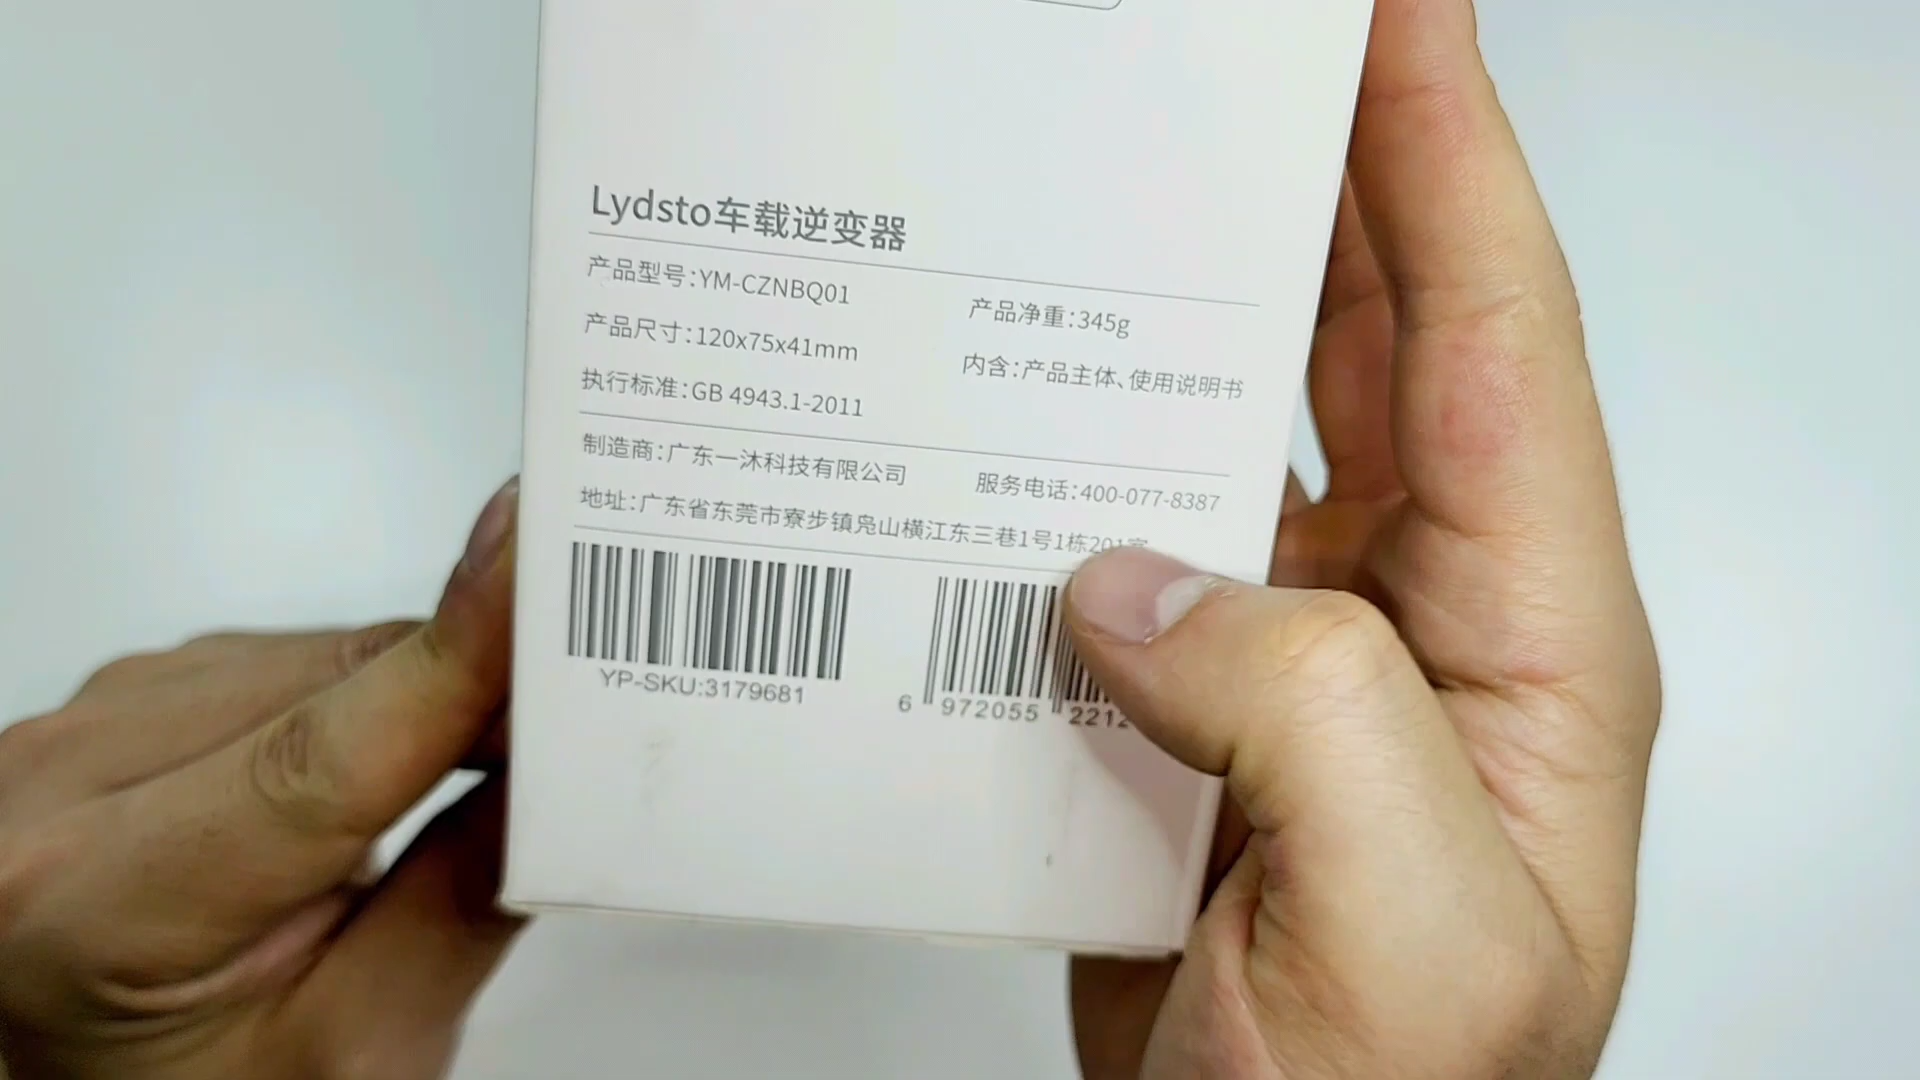 Lydsto车载逆变器
产品型号:YM-CZNBQ01
产品净重:345g
产品尺寸:120x75x41mm
内含:产品主体、使用说明书
执行标准:GB 4943.1-2011
制造商:广东一沐科技有限公司
服务电话:400-077-8387
地址:广东省东莞市寮步镇凫山横江东三巷1号1栋201室
YP-SKU:3179681
6 972055 2212